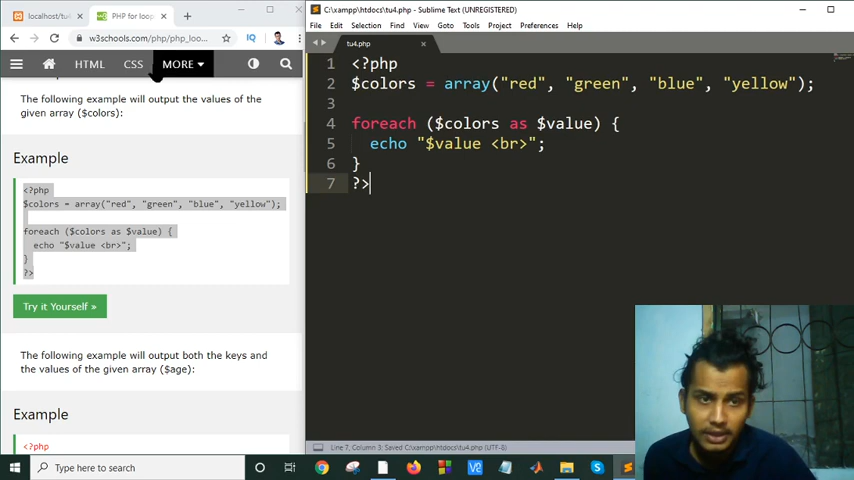 localhost/tu4
PHP for loop
w3schools.com/php/php_loo...
HTML
CSS
MORE
The following example will output the values of the
given array ($colors):
Example
<?php
$colors = array("red", "green", "blue", "yellow");
foreach ($colors as $value) {
echo "$value <br>";
}
?>
Try it Yourself »
The following example will output both the keys and
the values of the given array ($age):
Example
<?php
C:\xampp\htdocs\tu4.php - Sublime Text (UNREGISTERED)
File Edit Selection Find View Goto Tools Project Preferences Help
tu4.php
1 <?php
2 $colors = array("red", "green", "blue", "yellow");
3
4 foreach ($colors as $value) {
5 echo "$value <br>";
6 }
7 ?>
Line 7, Column 3; Saved C:\xampp\htdocs\tu4.php (UTF-8)
Type here to search